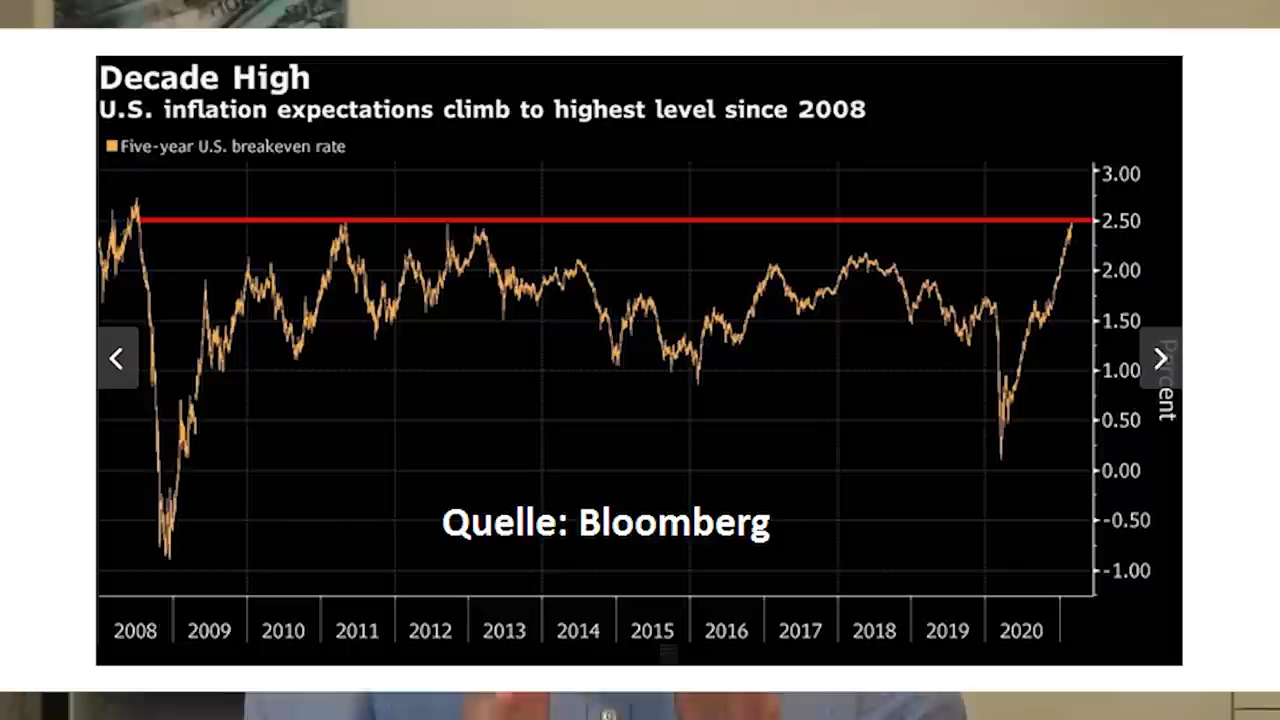 Decade High
U.S. inflation expectations climb to highest level since 2008
Five-year U.S. breakeven rate
3.00
2.50
2.00
1.50
1.00
0.50
0.00
-0.50
-1.00
Percent
Quelle: Bloomberg
2008 2009 2010 2011 2012 2013 2014 2015 2016 2017 2018 2019 2020